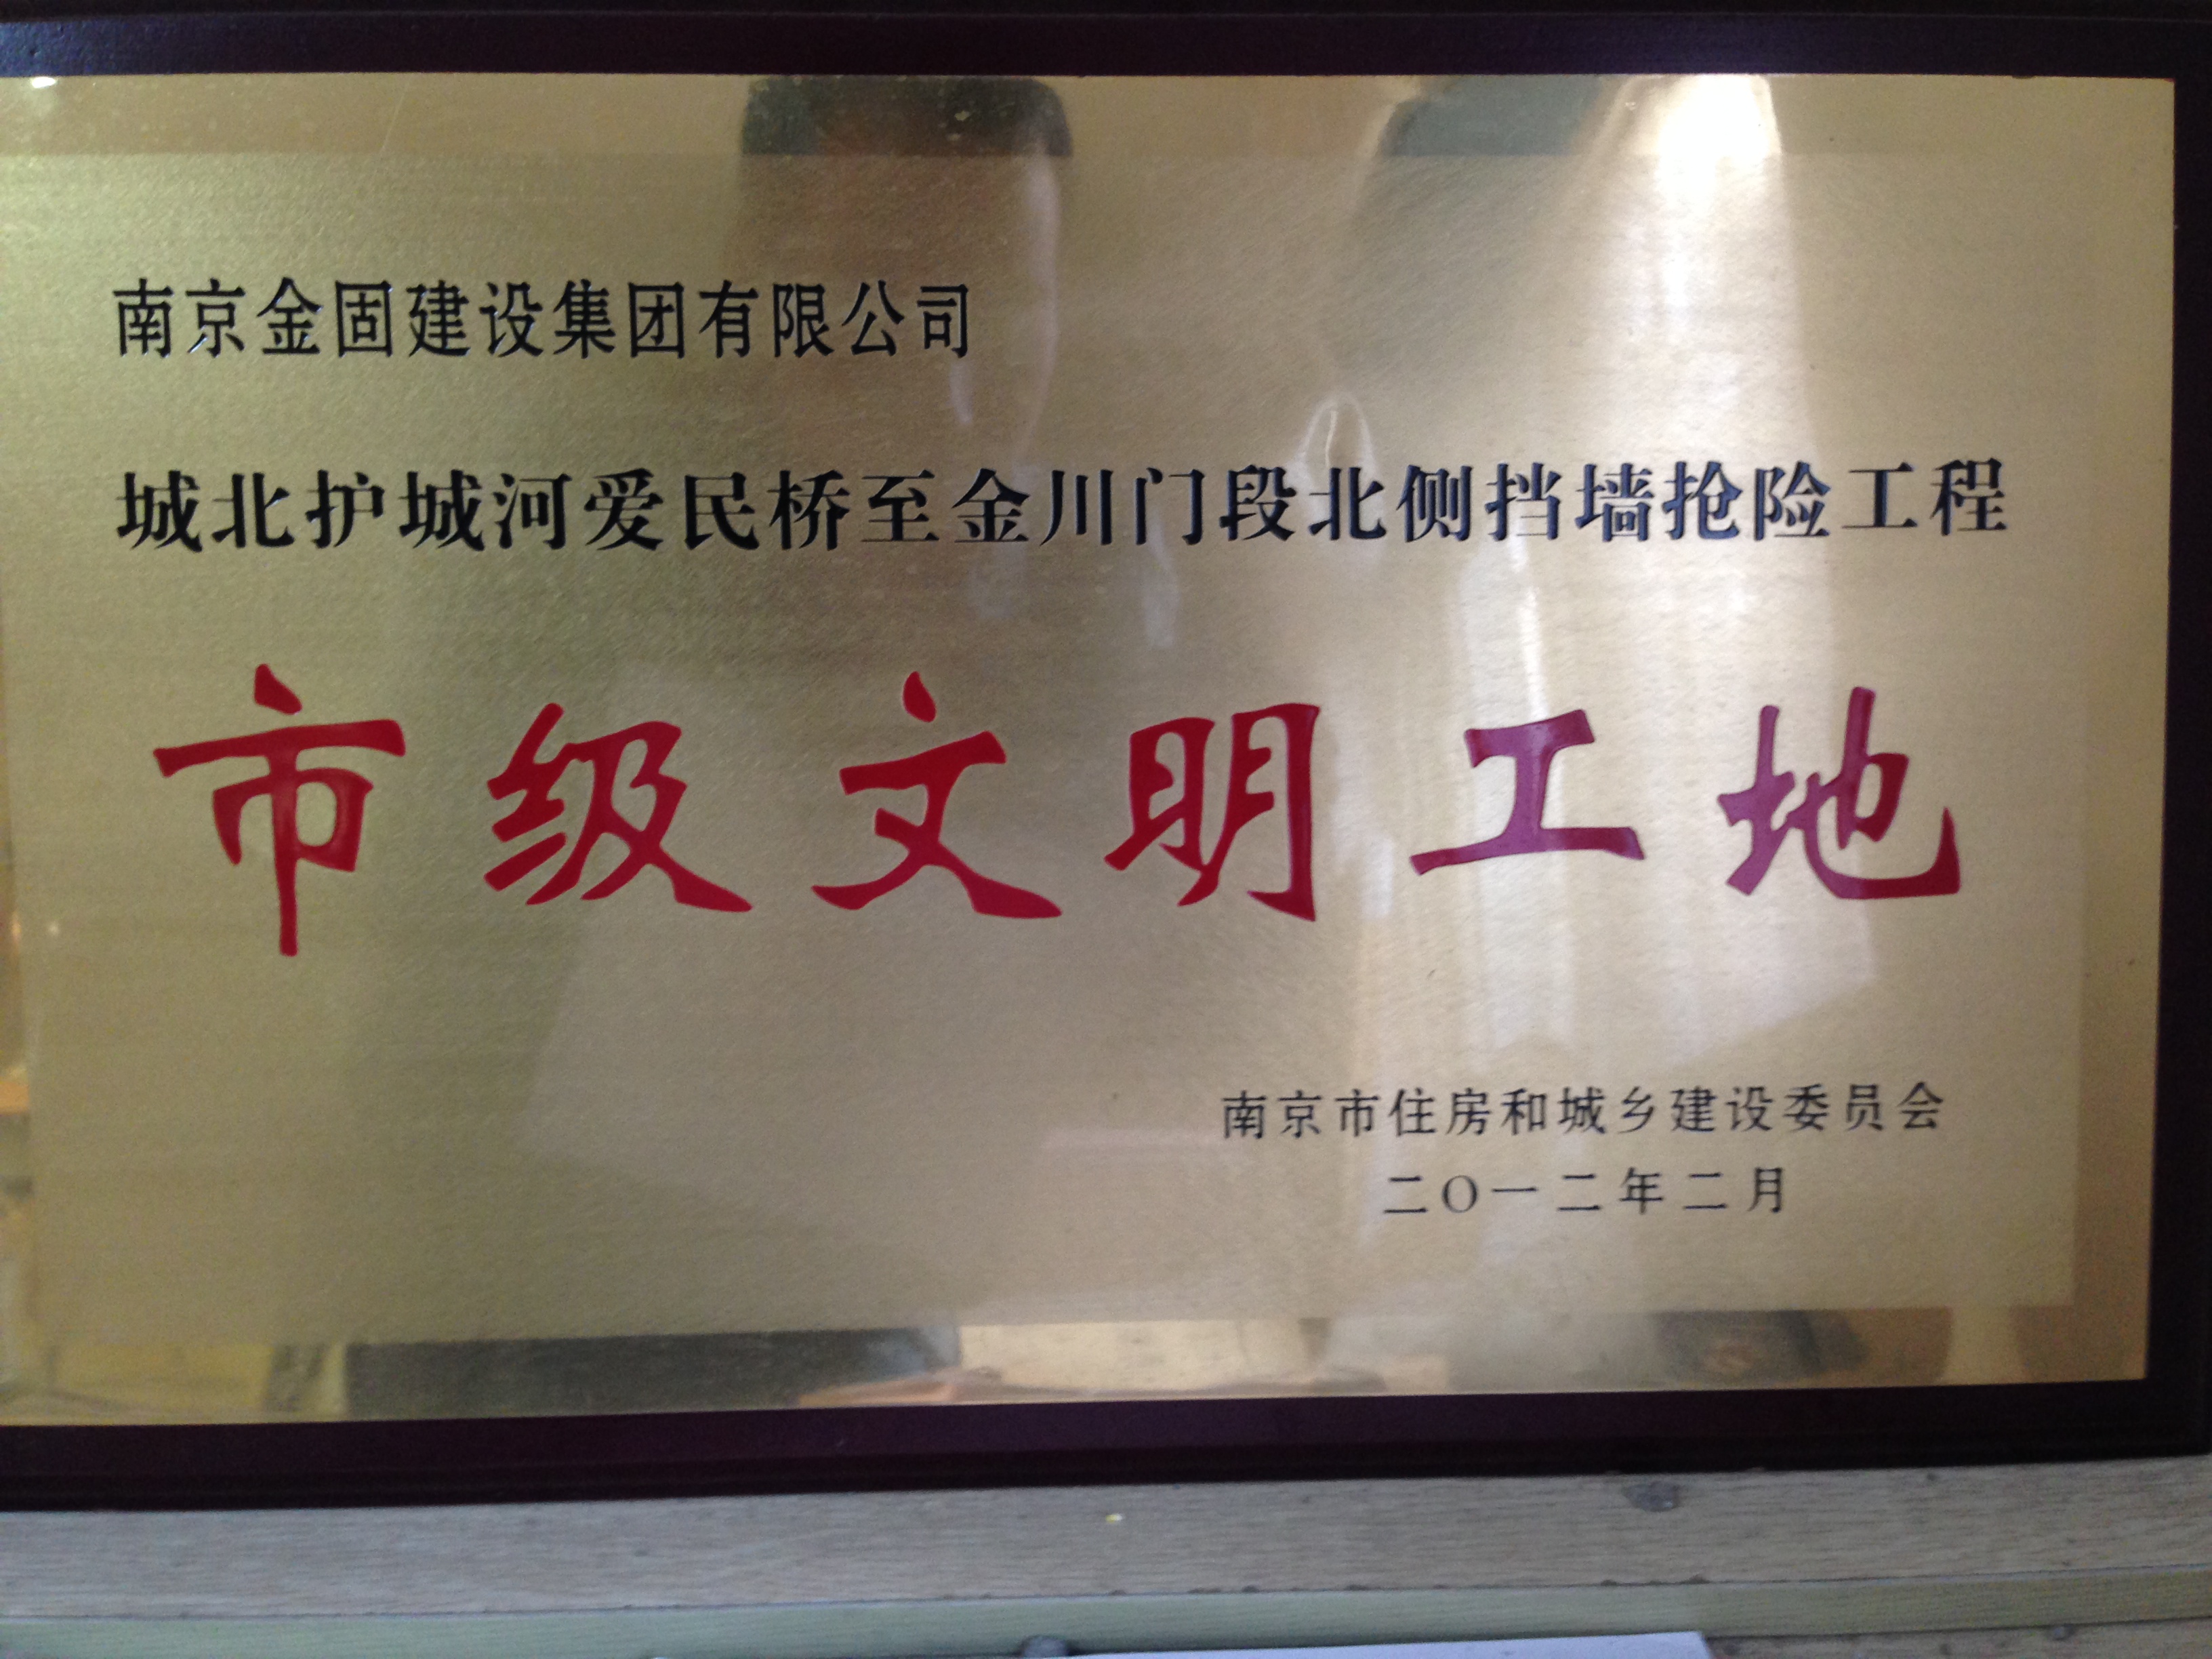 南京金固建设集团有限公司
城北护城河爱民桥至金川门段北侧挡墙抢险工程
市级文明工地
南京市住房和城乡建设委员会
二〇一二年二月